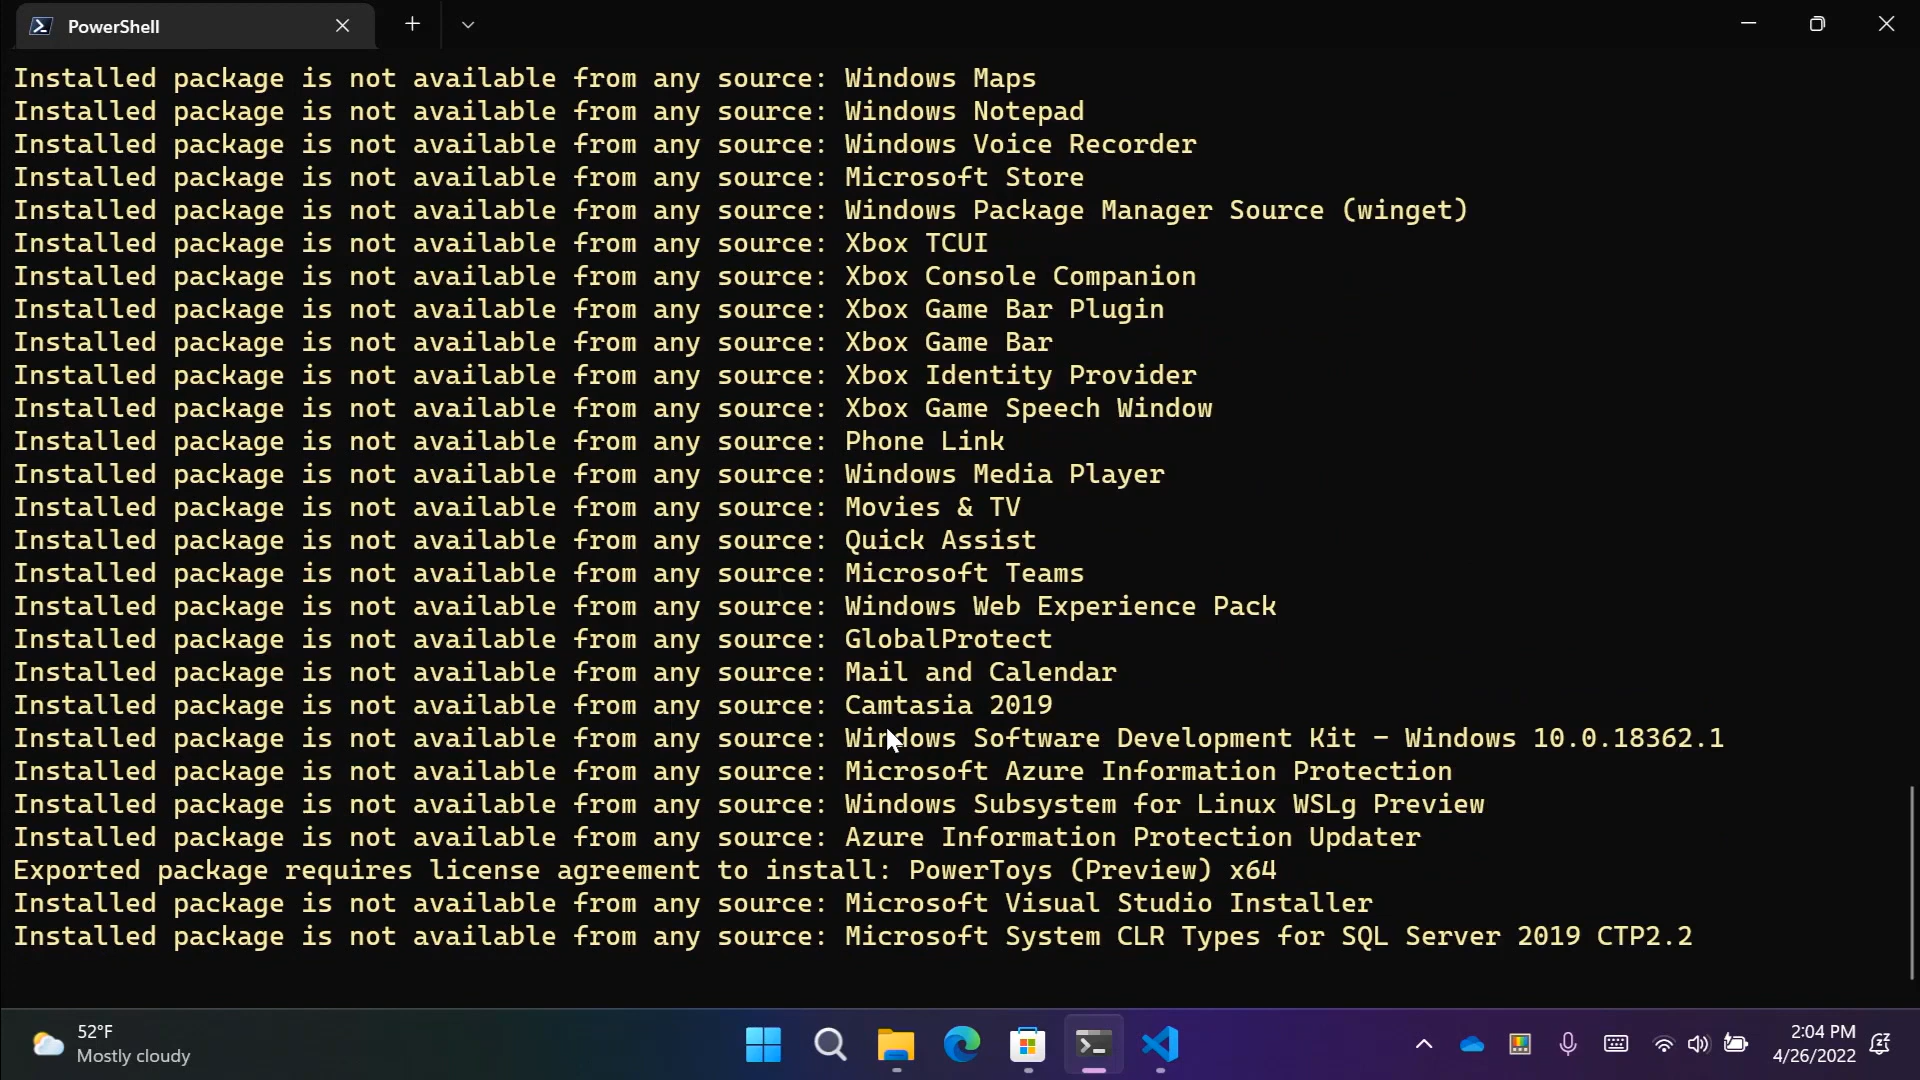 PowerShell
Installed package is not available from any source: Windows Maps
Installed package is not available from any source: Windows Notepad
Installed package is not available from any source: Windows Voice Recorder
Installed package is not available from any source: Microsoft Store
Installed package is not available from any source: Windows Package Manager Source (winget)
Installed package is not available from any source: Xbox TCUI
Installed package is not available from any source: Xbox Console Companion
Installed package is not available from any source: Xbox Game Bar Plugin
Installed package is not available from any source: Xbox Game Bar
Installed package is not available from any source: Xbox Identity Provider
Installed package is not available from any source: Xbox Game Speech Window
Installed package is not available from any source: Phone Link
Installed package is not available from any source: Windows Media Player
Installed package is not available from any source: Movies & TV
Installed package is not available from any source: Quick Assist
Installed package is not available from any source: Microsoft Teams
Installed package is not available from any source: Windows Web Experience Pack
Installed package is not available from any source: GlobalProtect
Installed package is not available from any source: Mail and Calendar
Installed package is not available from any source: Camtasia 2019
Installed package is not available from any source: Windows Software Development Kit - Windows 10.0.18362.1
Installed package is not available from any source: Microsoft Azure Information Protection
Installed package is not available from any source: Windows Subsystem for Linux WSLg Preview
Installed package is not available from any source: Azure Information Protection Updater
Exported package requires license agreement to install: PowerToys (Preview) x64
Installed package is not available from any source: Microsoft Visual Studio Installer
Installed package is not available from any source: Microsoft System CLR Types for SQL Server 2019 CTP2.2
52°F
Mostly cloudy
2:04 PM
4/26/2022